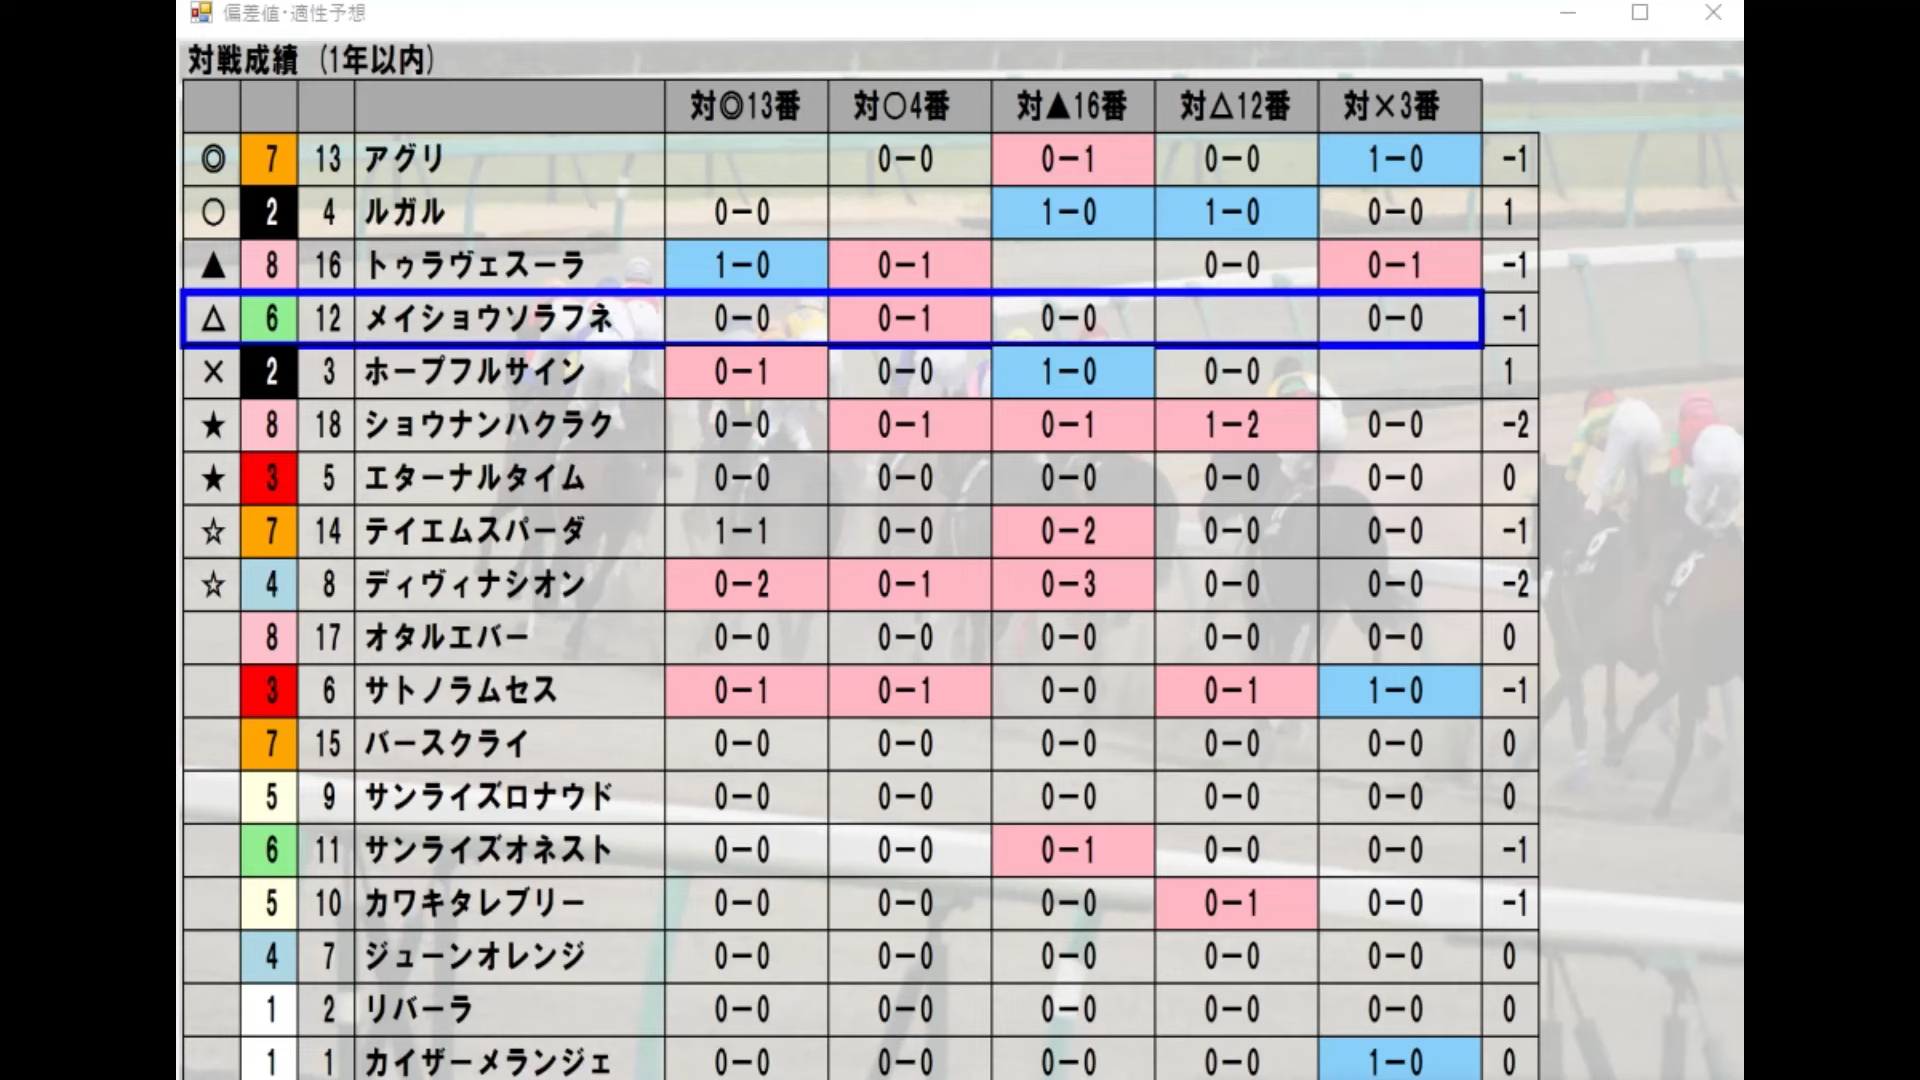 偏差値・適性予想
対戦成績 (1年以内)
対◎13番 対○4番 対▲16番 対△12番 対×3番
◎ 7 13 アグリ 0-0 0-1 0-0 1-0 -1
○ 2 4 ルガル 0-0 1-0 1-0 0-0 1
▲ 8 16 トゥラヴェスーラ 1-0 0-1 0-0 0-1 -1
△ 6 12 メイショウソラフネ 0-0 0-1 0-0 0-0 -1
× 2 3 ホープフルサイン 0-1 0-0 1-0 0-0 1
★ 8 18 ショウナンハクラク 0-0 0-1 0-1 1-2 0-0 -2
★ 3 5 エターナルタイム 0-0 0-0 0-0 0-0 0-0 0
☆ 7 14 テイエムスパーダ 1-1 0-0 0-2 0-0 0-0 -1
☆ 4 8 ディヴィナシオン 0-2 0-1 0-3 0-0 0-0 -2
8 17 オタルエバー 0-0 0-0 0-0 0-0 0-0 0
3 6 サトノラムセス 0-1 0-1 0-0 0-1 1-0 -1
7 15 バースクライ 0-0 0-0 0-0 0-0 0-0 0
5 9 サンライズロナウド 0-0 0-0 0-0 0-0 0-0 0
6 11 サンライズオネスト 0-0 0-0 0-1 0-0 0-0 -1
5 10 カワキタレブリー 0-0 0-0 0-0 0-1 0-0 -1
4 7 ジューンオレンジ 0-0 0-0 0-0 0-0 0-0 0
1 2 リバーラ 0-0 0-0 0-0 0-0 0-0 0
1 1 カイザーメランジェ 0-0 0-0 0-0 0-0 1-0 0